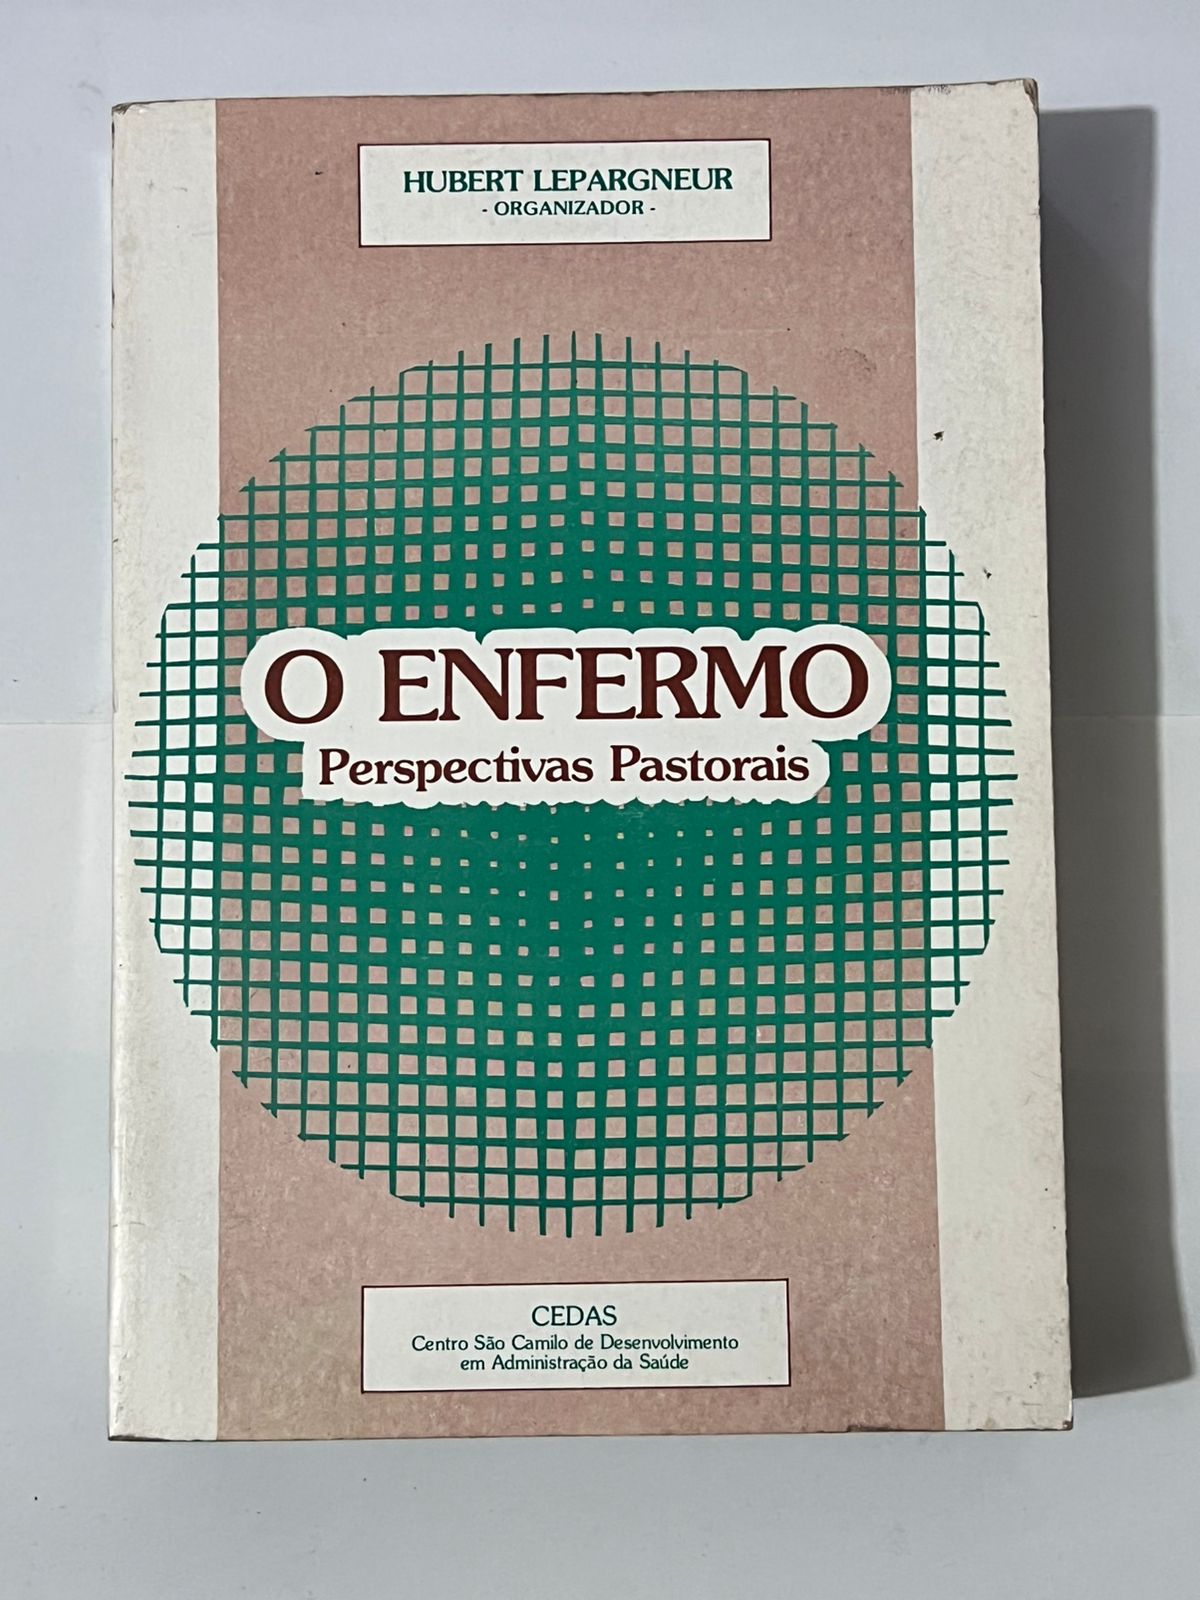 HUBERT LEPARGNEUR
- ORGANIZADOR -
O ENFERMO
Perspectivas Pastorais
CEDAS
Centro São Camilo de Desenvolvimento
em Administração da Saúde